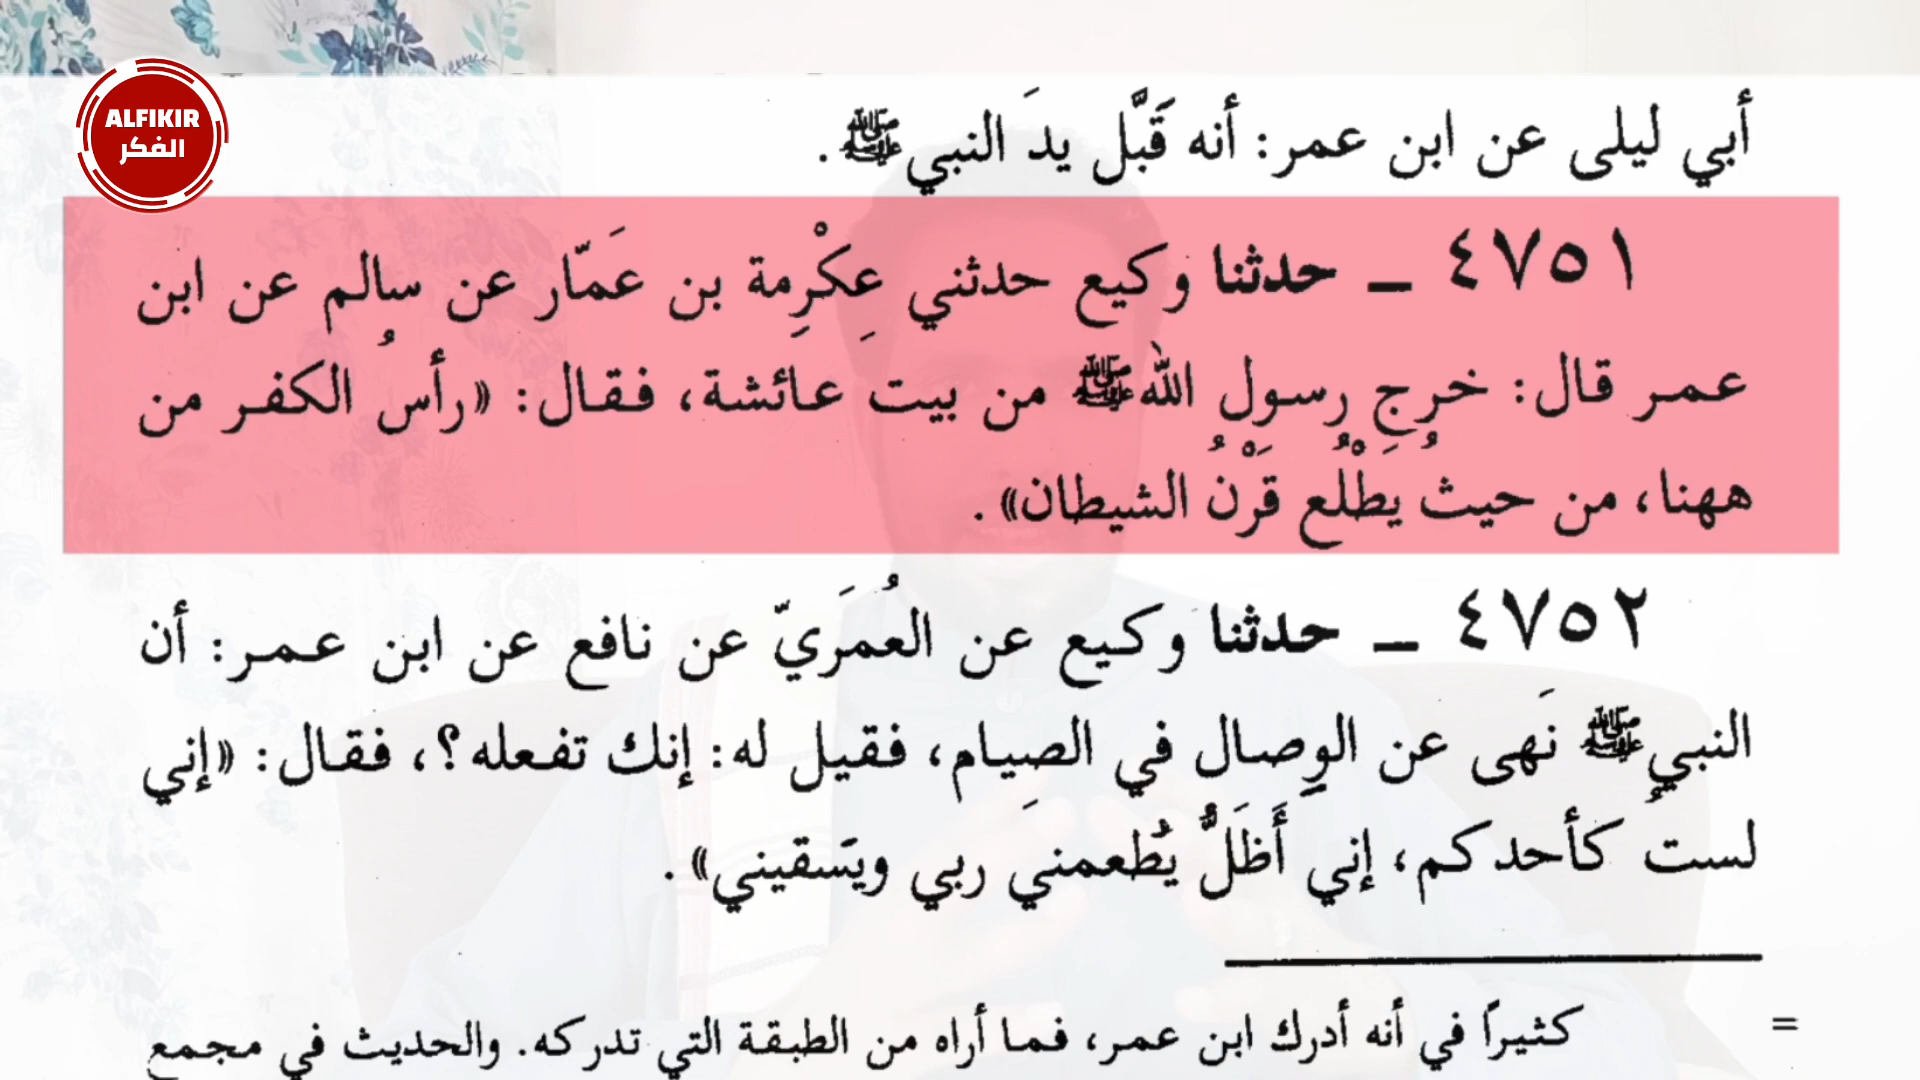 ALFIKIR
الفكر
أبي ليلى عن ابن عمر: أنه قَبَّل يدَ النبي ﷺ.
٤٧٥١ ــ حدثنا وكيع حدثني عِكْرِمة بن عَمّار عن سالم عن ابن
عمر قال: خرج رسول الله ﷺ من بيت عائشة، فقال: «رأسُ الكفر من
ههنا، من حيثُ يَطْلُع قَرْنُ الشيطان».
٤٧٥٢ ــ حدثنا وكيع عن العُمَريّ عن نافع عن ابن عمر: أن
النبي ﷺ نَهى عن الوِصال في الصِيام، فقيل له: إنك تفعله؟، فقال: «إني
لستُ كأحدكم، إني أَظَلُّ يُطعمني ربي ويَسقيني».
= كثيراً في أنه أدرك ابن عمر، فما أراه من الطبقة التي تدركه. والحديث في مجمع